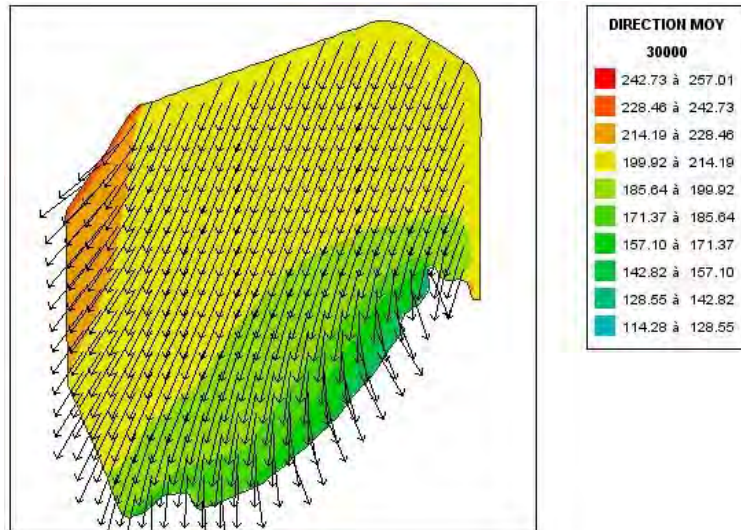 DIRECTION MOY
30000
242.73 à 257.01
228.46 à 242.73
214.19 à 228.46
199.92 à 214.19
185.64 à 199.92
171.37 à 185.64
157.10 à 171.37
142.82 à 157.10
128.55 à 142.82
114.28 à 128.55